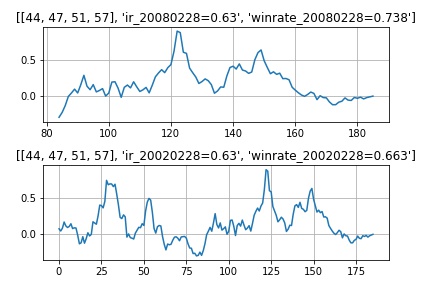 [[44, 47, 51, 57], 'ir_20080228=0.63', 'winrate_20080228=0.738']
0.5
0.0
80 100 120 140 160 180
[[44, 47, 51, 57], 'ir_20020228=0.63', 'winrate_20020228=0.663']
0.5
0.0
0 25 50 75 100 125 150 175